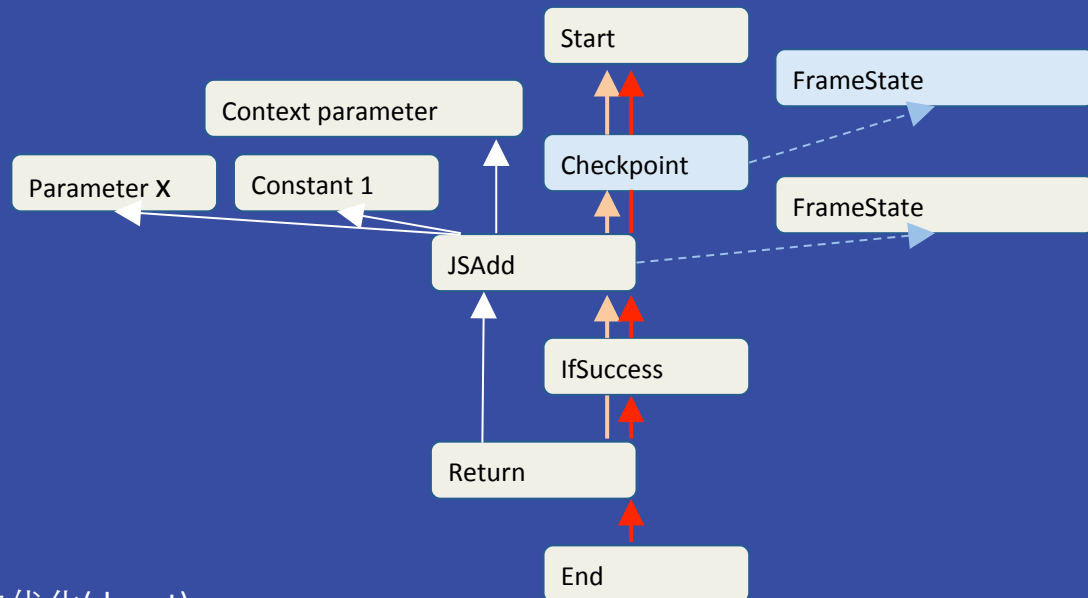 Start
FrameState
Context parameter
Checkpoint
Parameter X
Constant 1
FrameState
JSAdd
IfSuccess
Return
End